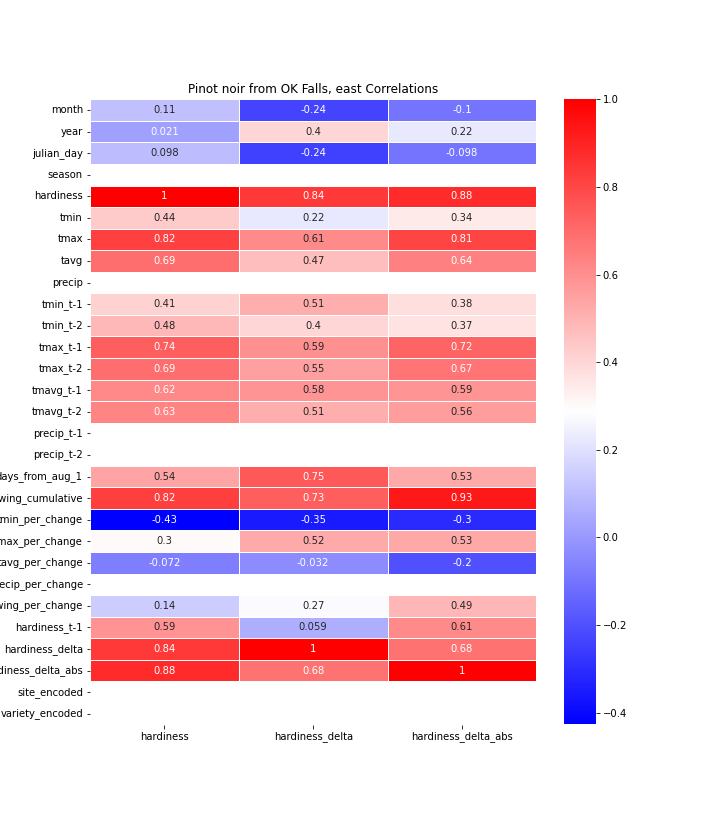 Pinot noir from OK Falls, east Correlations
month 0.11 -0.24 -0.1
year 0.021 0.4 0.22
julian_day 0.098 -0.24 -0.098
season
hardiness 1 0.84 0.88
tmin 0.44 0.22 0.34
tmax 0.82 0.61 0.81
tavg 0.69 0.47 0.64
precip
tmin_t-1 0.41 0.51 0.38
tmin_t-2 0.48 0.4 0.37
tmax_t-1 0.74 0.59 0.72
tmax_t-2 0.69 0.55 0.67
tmavg_t-1 0.62 0.58 0.59
tmavg_t-2 0.63 0.51 0.56
precip_t-1
precip_t-2
days_from_aug_1 0.54 0.75 0.53
wing_cumulative 0.82 0.73 0.93
tmin_per_change -0.43 -0.35 -0.3
max_per_change 0.3 0.52 0.53
tavg_per_change -0.072 -0.032 -0.2
ecip_per_change
wing_per_change 0.14 0.27 0.49
hardiness_t-1 0.59 0.059 0.61
hardiness_delta 0.84 1 0.68
diness_delta_abs 0.88 0.68 1
site_encoded
variety_encoded
hardiness hardiness_delta hardiness_delta_abs
1.0
0.8
0.6
0.4
0.2
0.0
−0.2
−0.4